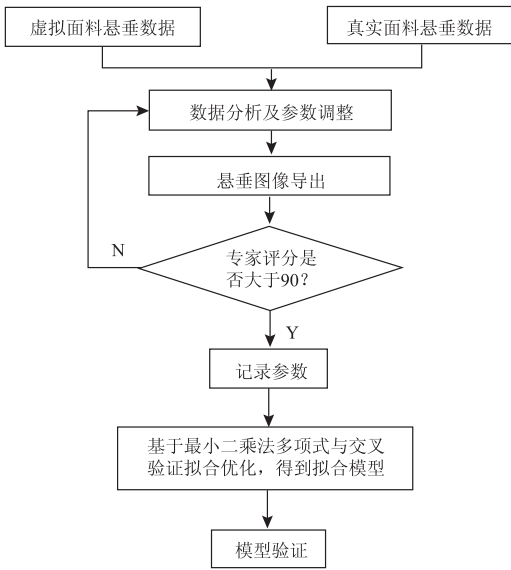 虚拟面料悬垂数据
真实面料悬垂数据
数据分析及参数调整
悬垂图像导出
N
专家评分是
否大于90?
Y
记录参数
基于最小二乘法多项式与交叉
验证拟合优化，得到拟合模型
模型验证